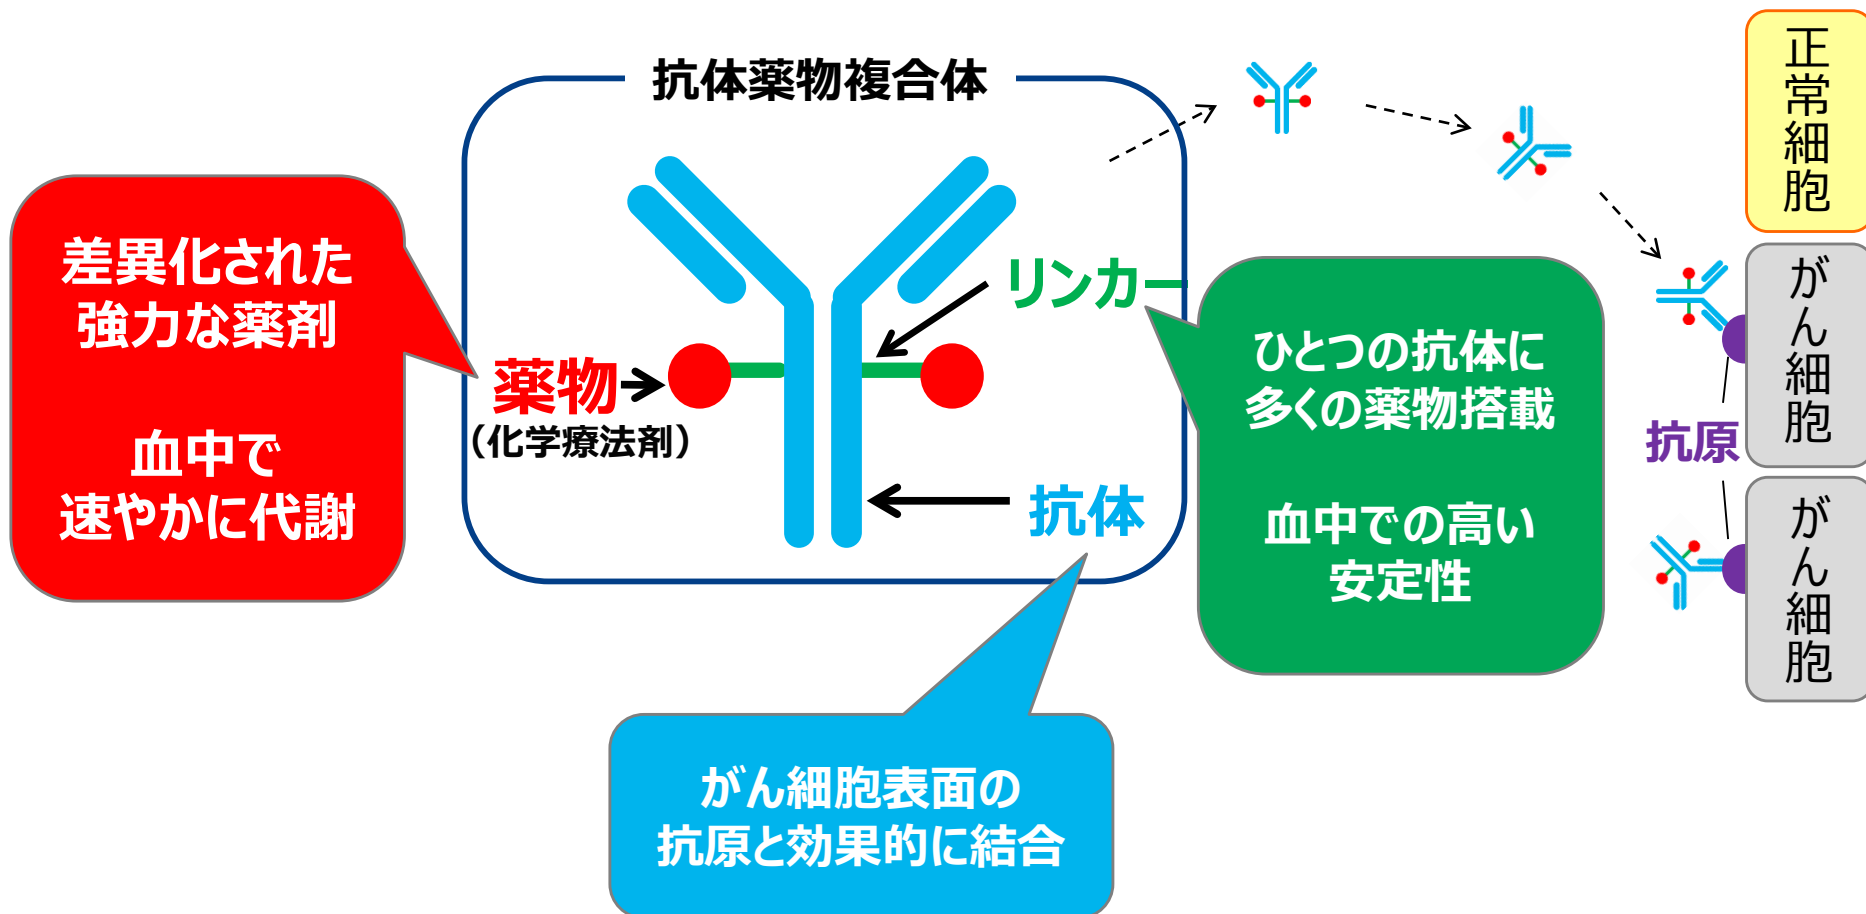 抗体薬物複合体
差異化された
強力な薬剤
血中で
速やかに代謝
薬物
(化学療法剤)
リンカー
抗体
ひとつの抗体に
多くの薬物搭載
血中での高い
安定性
がん細胞表面の
抗原と効果的に結合
正常細胞
がん細胞
抗原
がん細胞